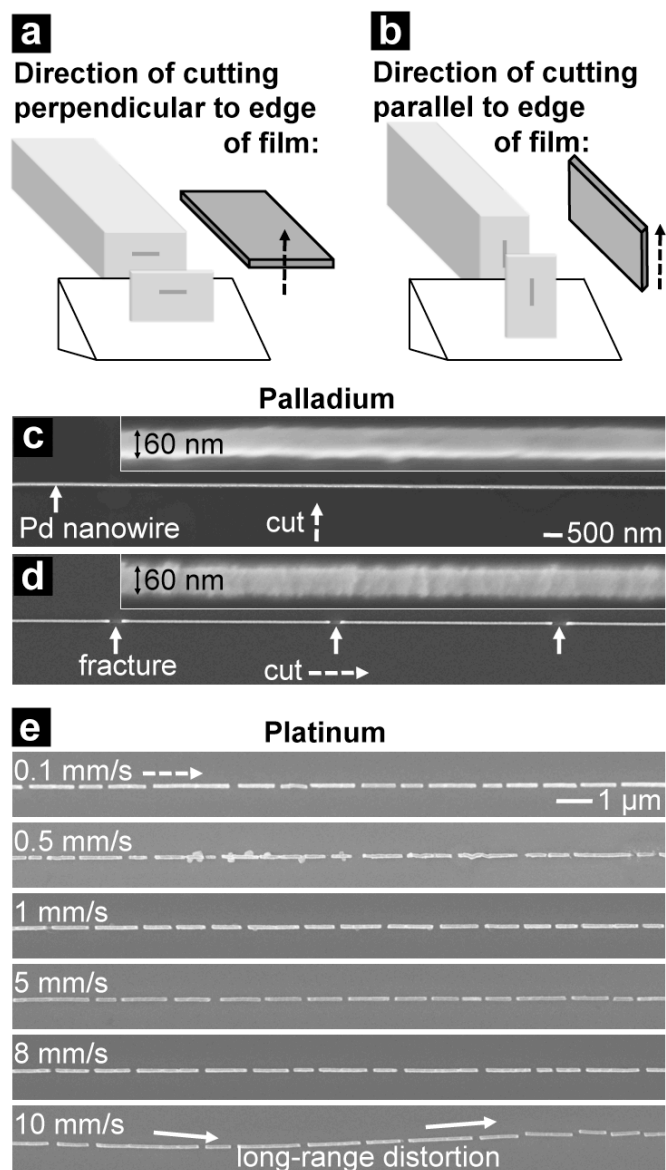 a
Direction of cutting
perpendicular to edge
of film:
b
Direction of cutting
parallel to edge
of film:
Palladium
c
60 nm
Pd nanowire
cut
500 nm
d
60 nm
fracture
cut
e
Platinum
0.1 mm/s
1 μm
0.5 mm/s
1 mm/s
5 mm/s
8 mm/s
10 mm/s
long-range distortion